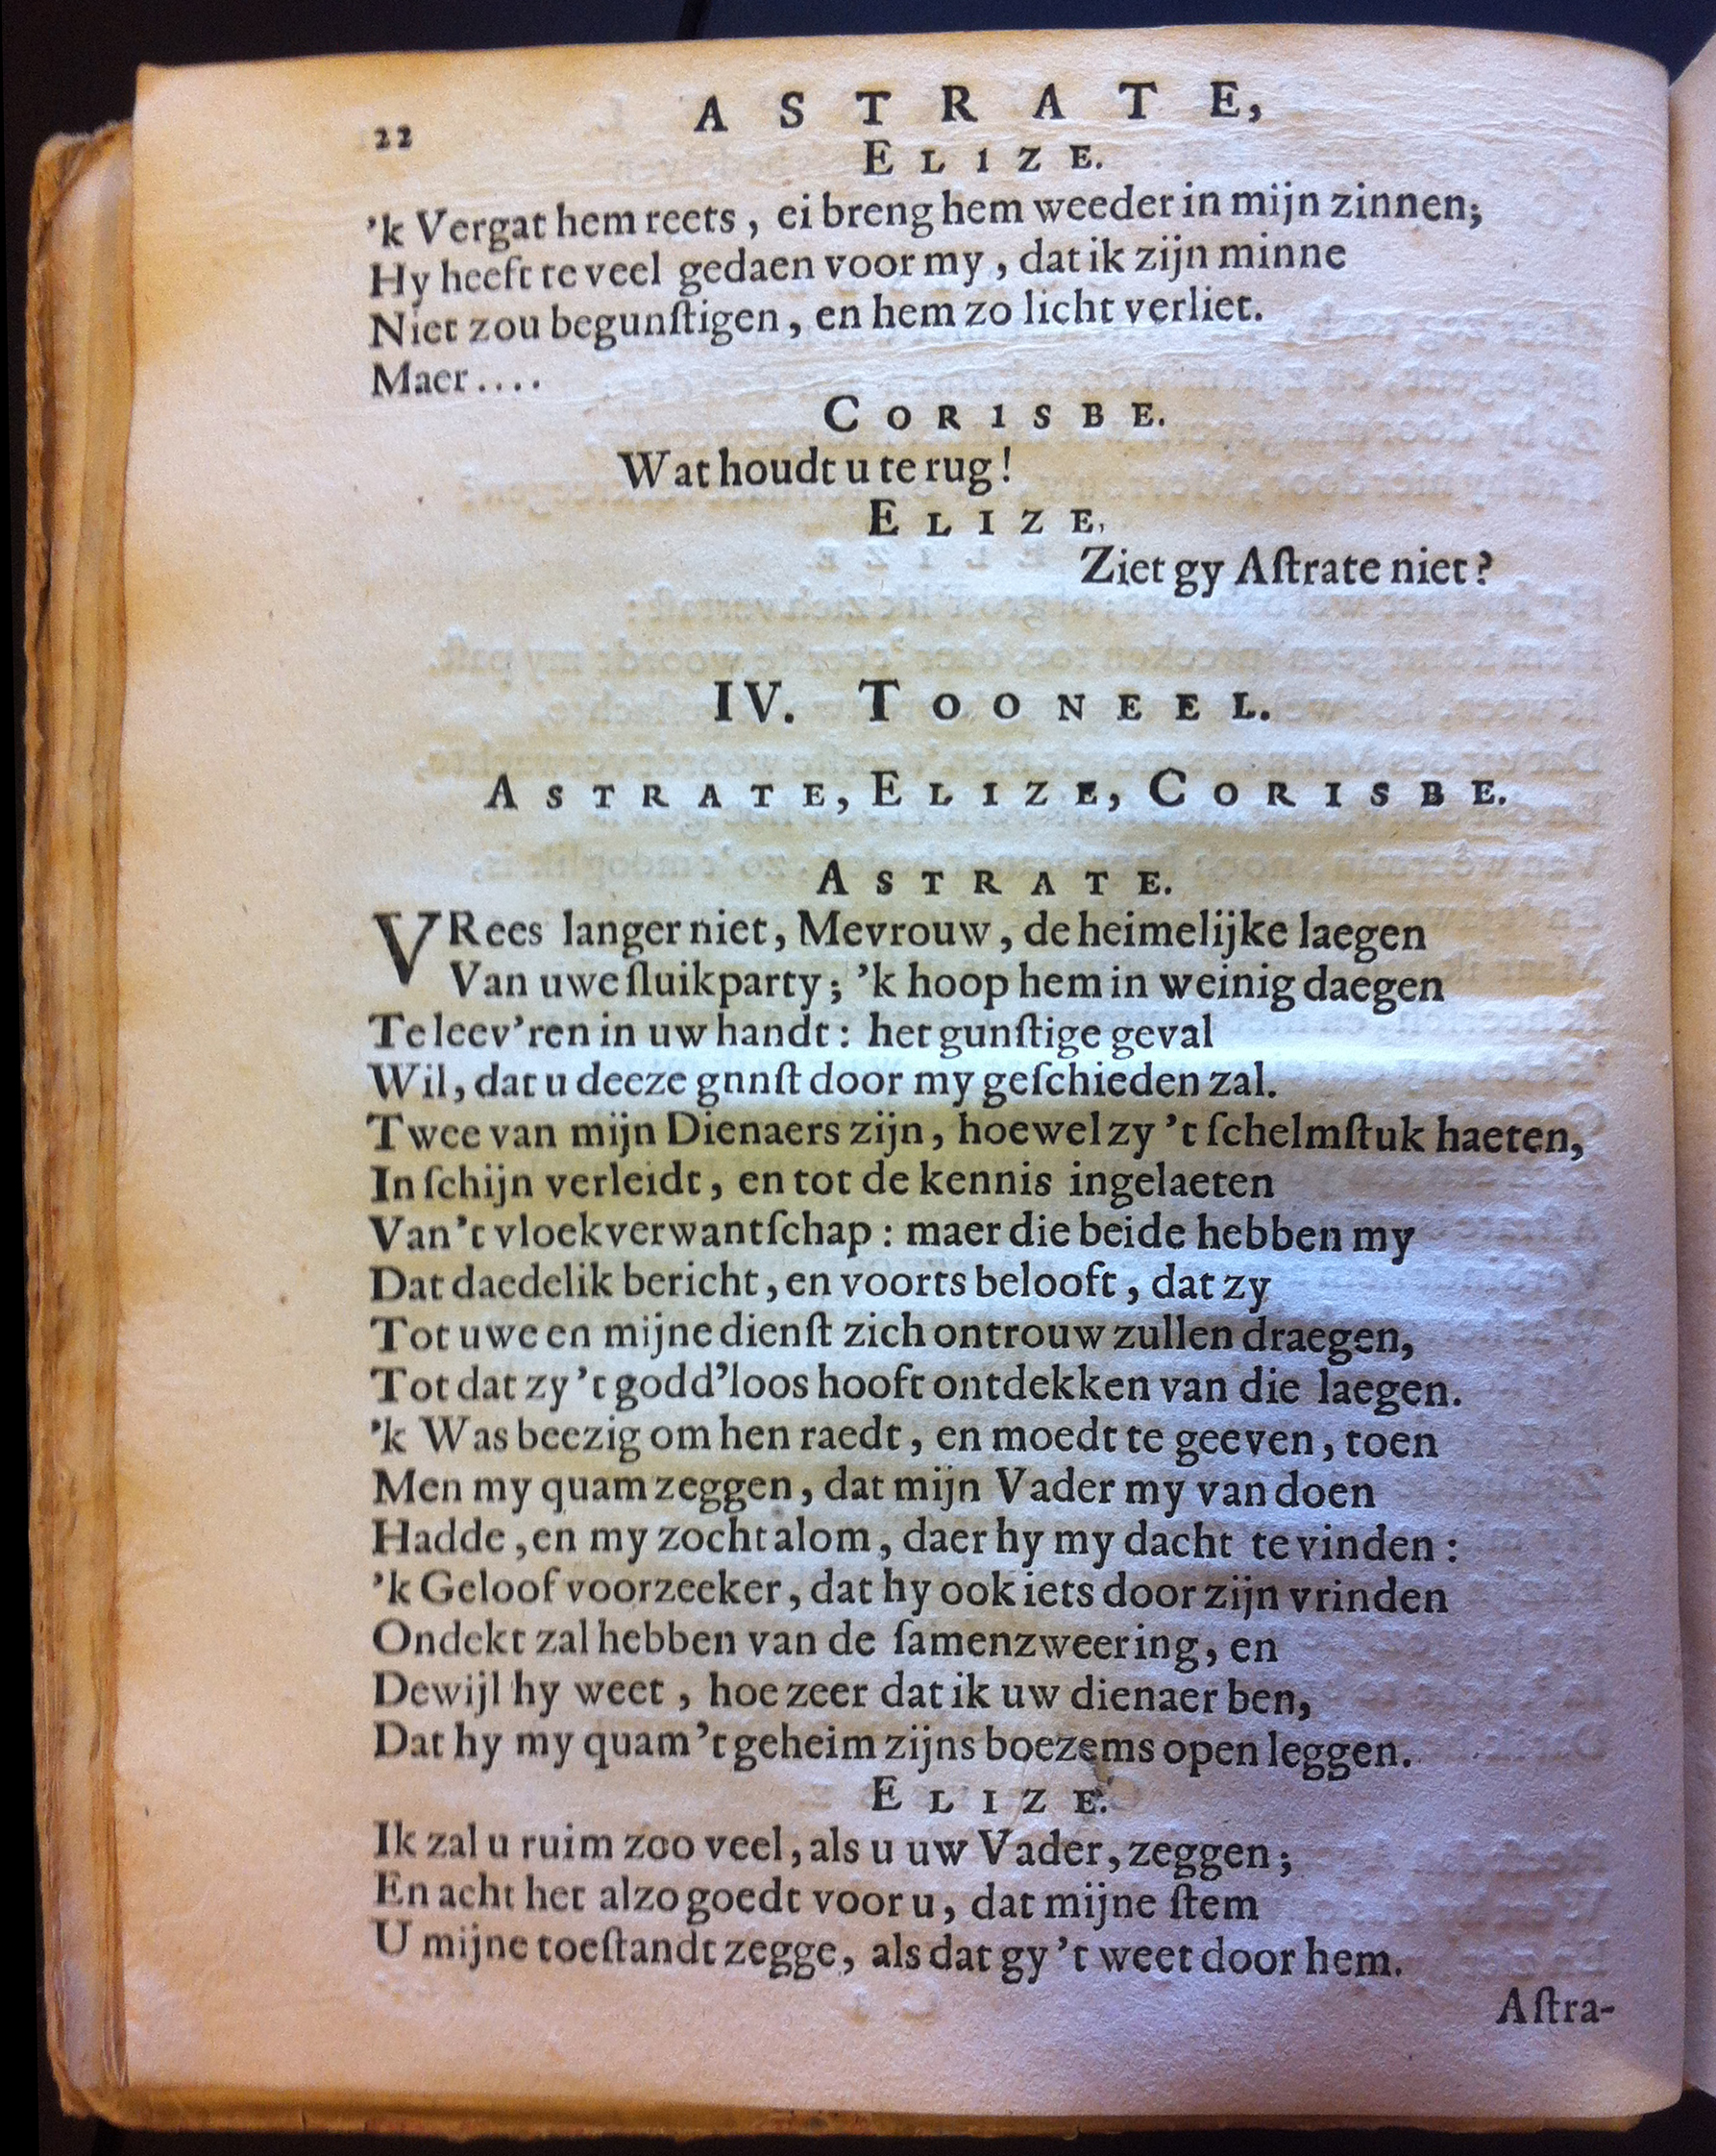 22 ASTRATE,
ELIZE.
'k Vergat hem reets, ei breng hem weeder in mijn zinnen;
Hy heeft te veel gedaen voor my, dat ik zijn minne
Niet zou begunſtigen, en hem zo licht verliet.
Maer....
CORISBE.
Wat houdt u te rug!
ELIZE,
Ziet gy Aſtrate niet?
IV. TOONEEL.
ASTRATE, ELIZE, CORISBE.
ASTRATE.
VRees langer niet, Mevrouw, de heimelijke laegen
Van uwe ſluikparty; 'k hoop hem in weinig daegen
Te leev'ren in uw handt: het gunſtige geval
Wil, dat u deeze gnnſt door my geſchieden zal.
Twee van mijn Dienaers zijn, hoewel zy 't ſchelmſtuk haeten,
In ſchijn verleidt, en tot de kennis ingelaeten
Van 't vloekverwantſchap: maer die beide hebben my
Dat daedelik bericht, en voorts belooft, dat zy
Tot uwe en mijne dienſt zich ontrouw zullen draegen,
Tot dat zy 't godd'loos hooft ontdekken van die laegen.
'k Was beezig om hen raedt, en moedt te geeven, toen
Men my quam zeggen, dat mijn Vader my van doen
Hadde, en my zocht alom, daer hy my dacht te vinden:
'k Geloof voorzeeker, dat hy ook iets door zijn vrinden
Ondekt zal hebben van de ſamenzweering, en
Dewijl hy weet, hoe zeer dat ik uw dienaer ben,
Dat hy my quam 't geheim zijns boezems open leggen.
ELIZE.
Ik zal u ruim zoo veel, als u uw Vader, zeggen;
En acht het alzo goedt voor u, dat mijne ſtem
U mijne toeſtandt zegge, als dat gy 't weet door hem.
Aſtra-